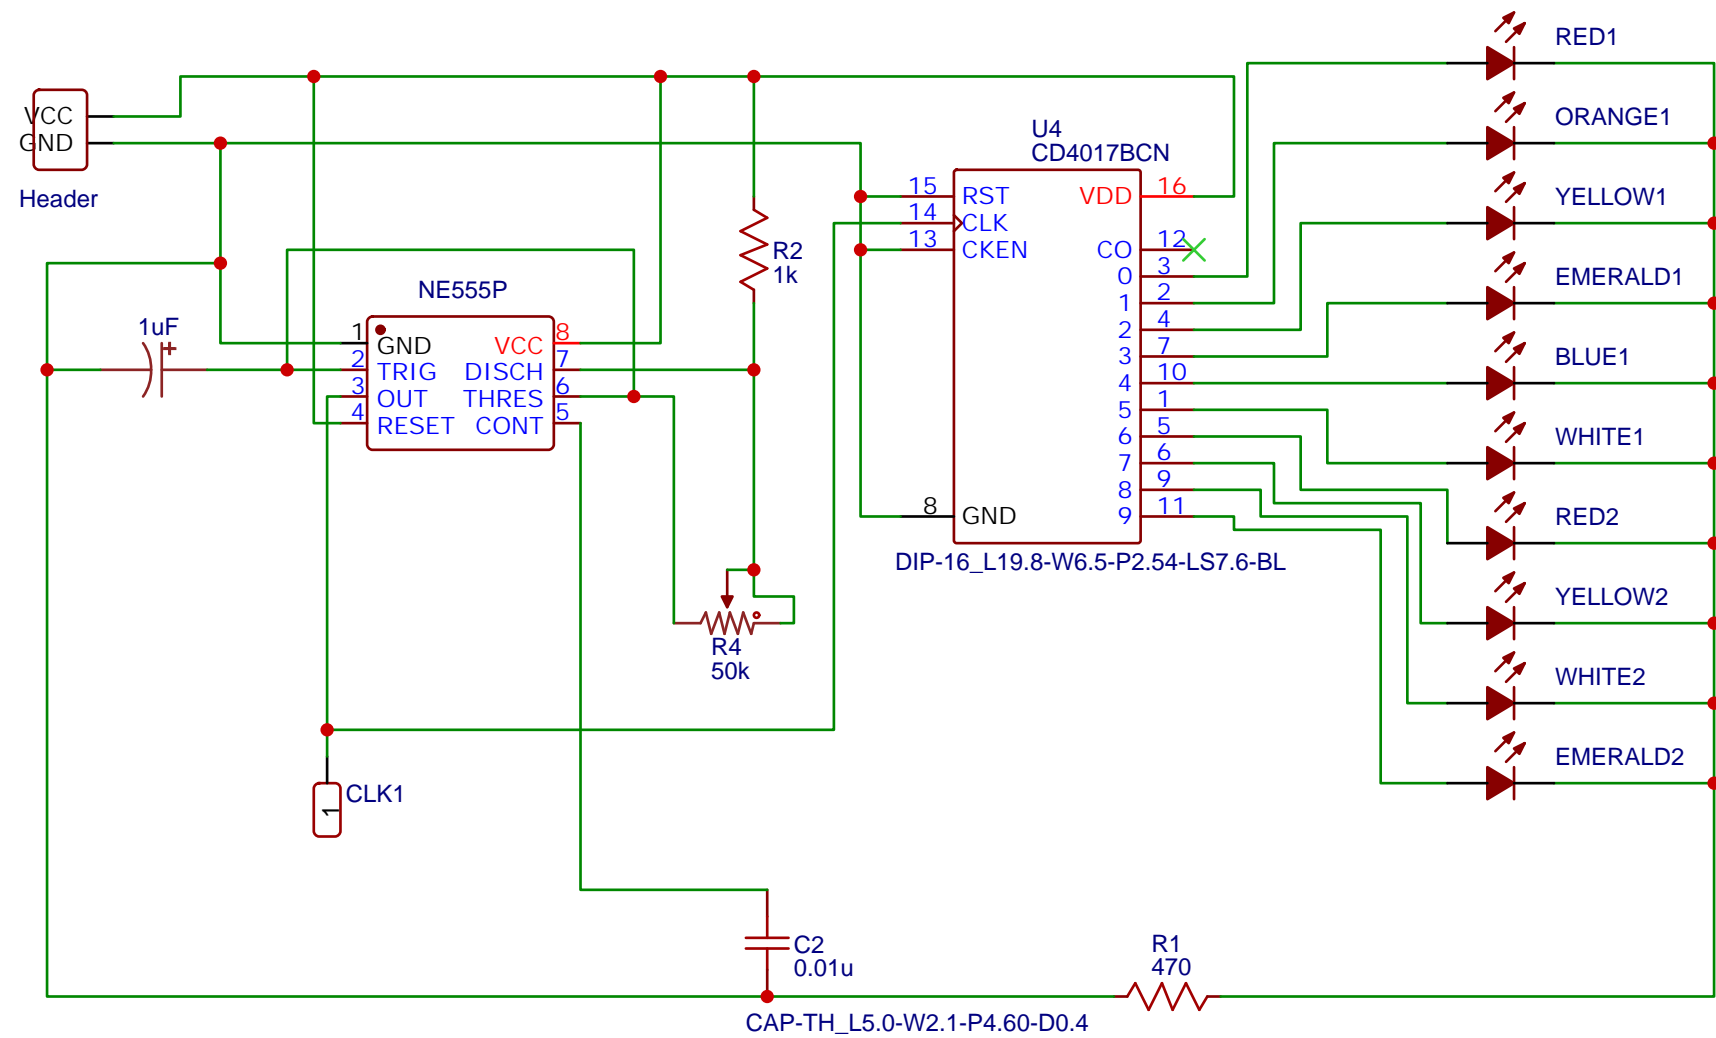 VCC
GND
Header
1uF
+
NE555P
1
GND
2
TRIG
3
OUT
4
RESET
VCC
8
DISCH
7
THRES
6
CONT
5
R2
1k
R4
50k
CLK1
1
C2
0.01u
CAP-TH_L5.0-W2.1-P4.60-D0.4
R1
470
U4
CD4017BCN
15
RST
14
CLK
13
CKEN
8
GND
VDD
16
CO
12
0
3
1
2
2
4
3
7
4
10
5
1
6
5
7
6
8
9
9
11
DIP-16_L19.8-W6.5-P2.54-LS7.6-BL
RED1
ORANGE1
YELLOW1
EMERALD1
BLUE1
WHITE1
RED2
YELLOW2
WHITE2
EMERALD2